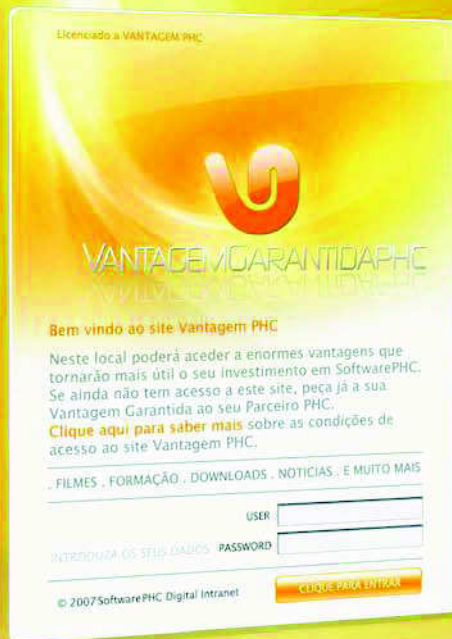 Licenciado a VANTAGEM PHC
VANTAGEMGARANTIDAPHC
Bem vindo ao site Vantagem PHC
Neste local poderá aceder a enormes vantagens que
tornarão mais útil o seu investimento em SoftwarePHC.
Se ainda não tem acesso a este site, peça já a sua
Vantagem Garantida ao seu Parceiro PHC.
Clique aqui para saber mais sobre as condições de
acesso ao site Vantagem PHC.
. FILMES . FORMAÇÃO . DOWNLOADS . NOTICIAS . E MUITO MAIS
USER
INTRODUZA OS SEUS DADOS PASSWORD
© 2007 SoftwarePHC Digital Intranet
CLIQUE PARA ENTRAR